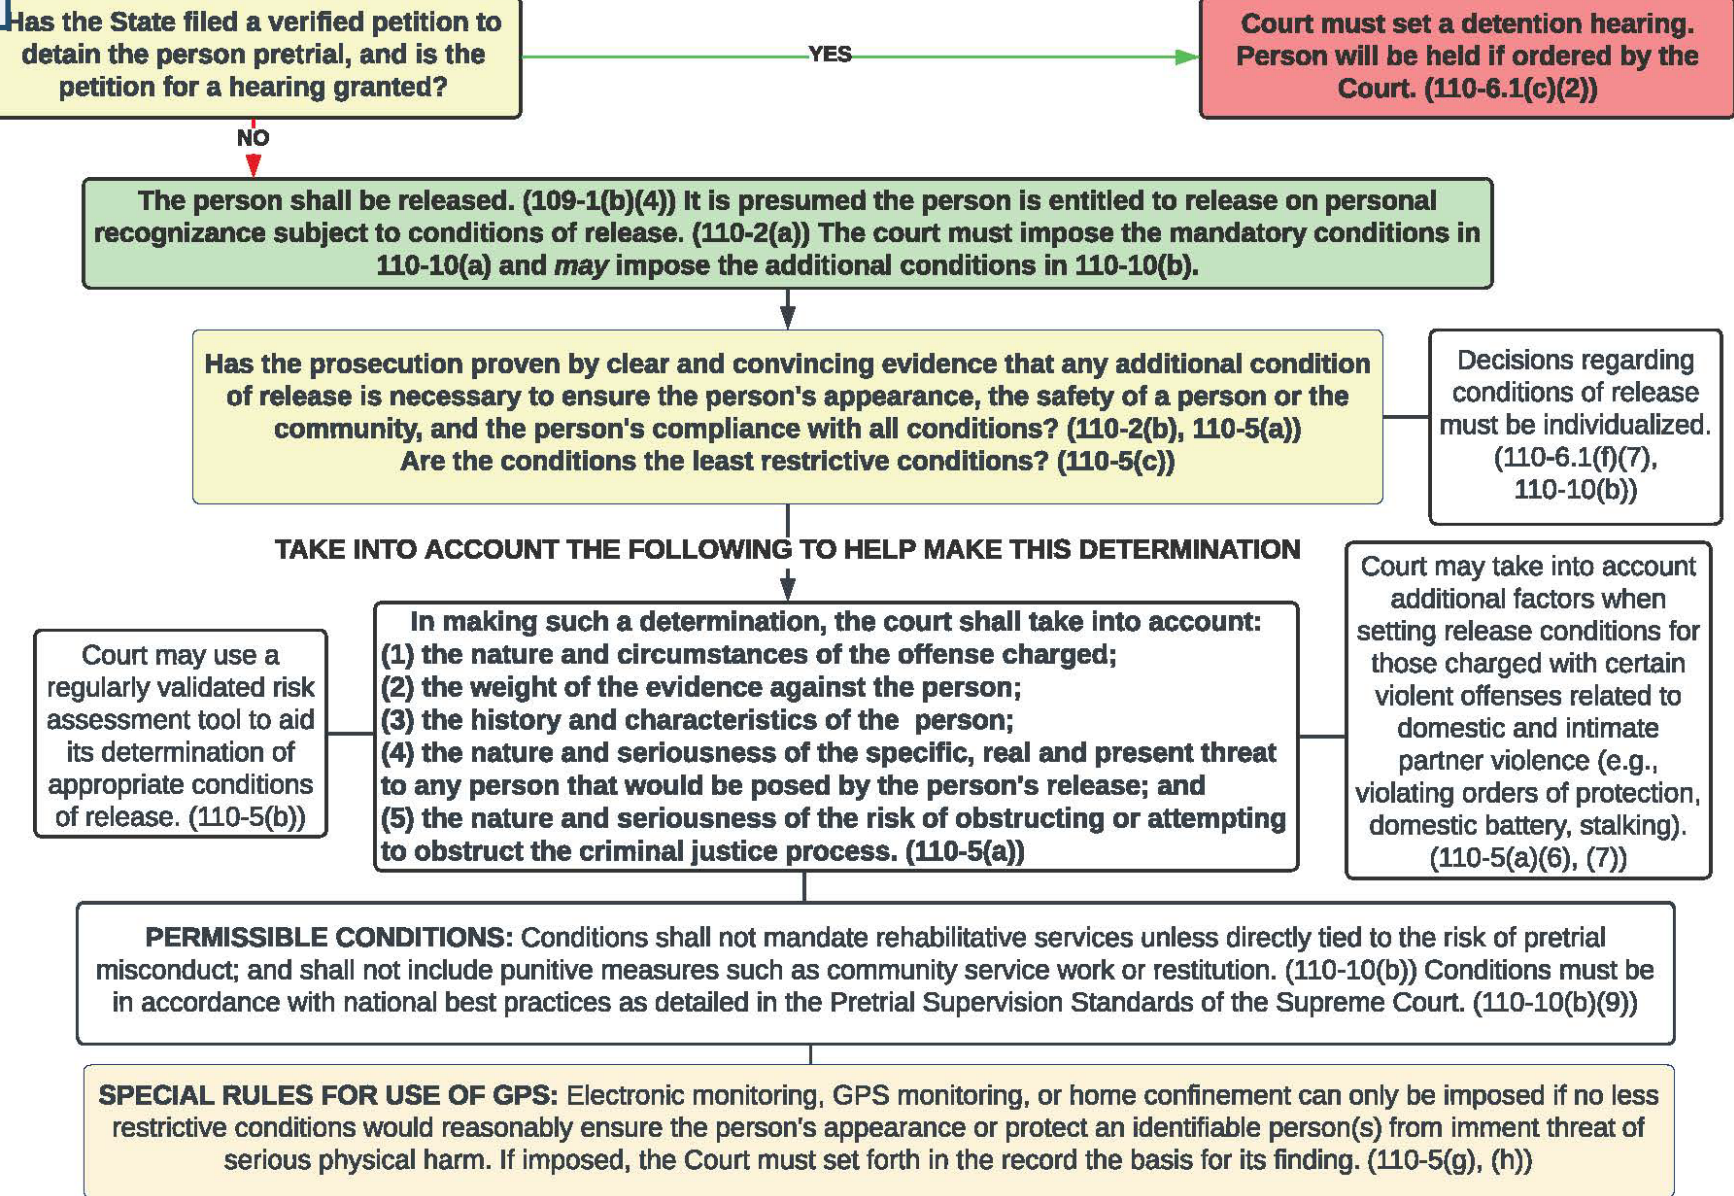 Has the State filed a verified petition to
detain the person pretrial, and is the
petition for a hearing granted?
YES
Court must set a detention hearing.
Person will be held if ordered by the
Court. (110-6.1(c)(2))
NO
The person shall be released. (109-1(b)(4)) It is presumed the person is entitled to release on personal
recognizance subject to conditions of release. (110-2(a)) The court must impose the mandatory conditions in
110-10(a) and may impose the additional conditions in 110-10(b).
Has the prosecution proven by clear and convincing evidence that any additional condition
of release is necessary to ensure the person's appearance, the safety of a person or the
community, and the person's compliance with all conditions? (110-2(b), 110-5(a))
Are the conditions the least restrictive conditions? (110-5(c))
Decisions regarding
conditions of release
must be individualized.
(110-6.1(f)(7),
110-10(b))
TAKE INTO ACCOUNT THE FOLLOWING TO HELP MAKE THIS DETERMINATION
Court may use a
regularly validated risk
assessment tool to aid
its determination of
appropriate conditions
of release. (110-5(b))
In making such a determination, the court shall take into account:
(1) the nature and circumstances of the offense charged;
(2) the weight of the evidence against the person;
(3) the history and characteristics of the person;
(4) the nature and seriousness of the specific, real and present threat
to any person that would be posed by the person's release; and
(5) the nature and seriousness of the risk of obstructing or attempting
to obstruct the criminal justice process. (110-5(a))
Court may take into account
additional factors when
setting release conditions for
those charged with certain
violent offenses related to
domestic and intimate
partner violence (e.g.,
violating orders of protection,
domestic battery, stalking).
(110-5(a)(6), (7))
PERMISSIBLE CONDITIONS: Conditions shall not mandate rehabilitative services unless directly tied to the risk of pretrial
misconduct; and shall not include punitive measures such as community service work or restitution. (110-10(b)) Conditions must be
in accordance with national best practices as detailed in the Pretrial Supervision Standards of the Supreme Court. (110-10(b)(9))
SPECIAL RULES FOR USE OF GPS: Electronic monitoring, GPS monitoring, or home confinement can only be imposed if no less
restrictive conditions would reasonably ensure the person's appearance or protect an identifiable person(s) from imment threat of
serious physical harm. If imposed, the Court must set forth in the record the basis for its finding. (110-5(g), (h))